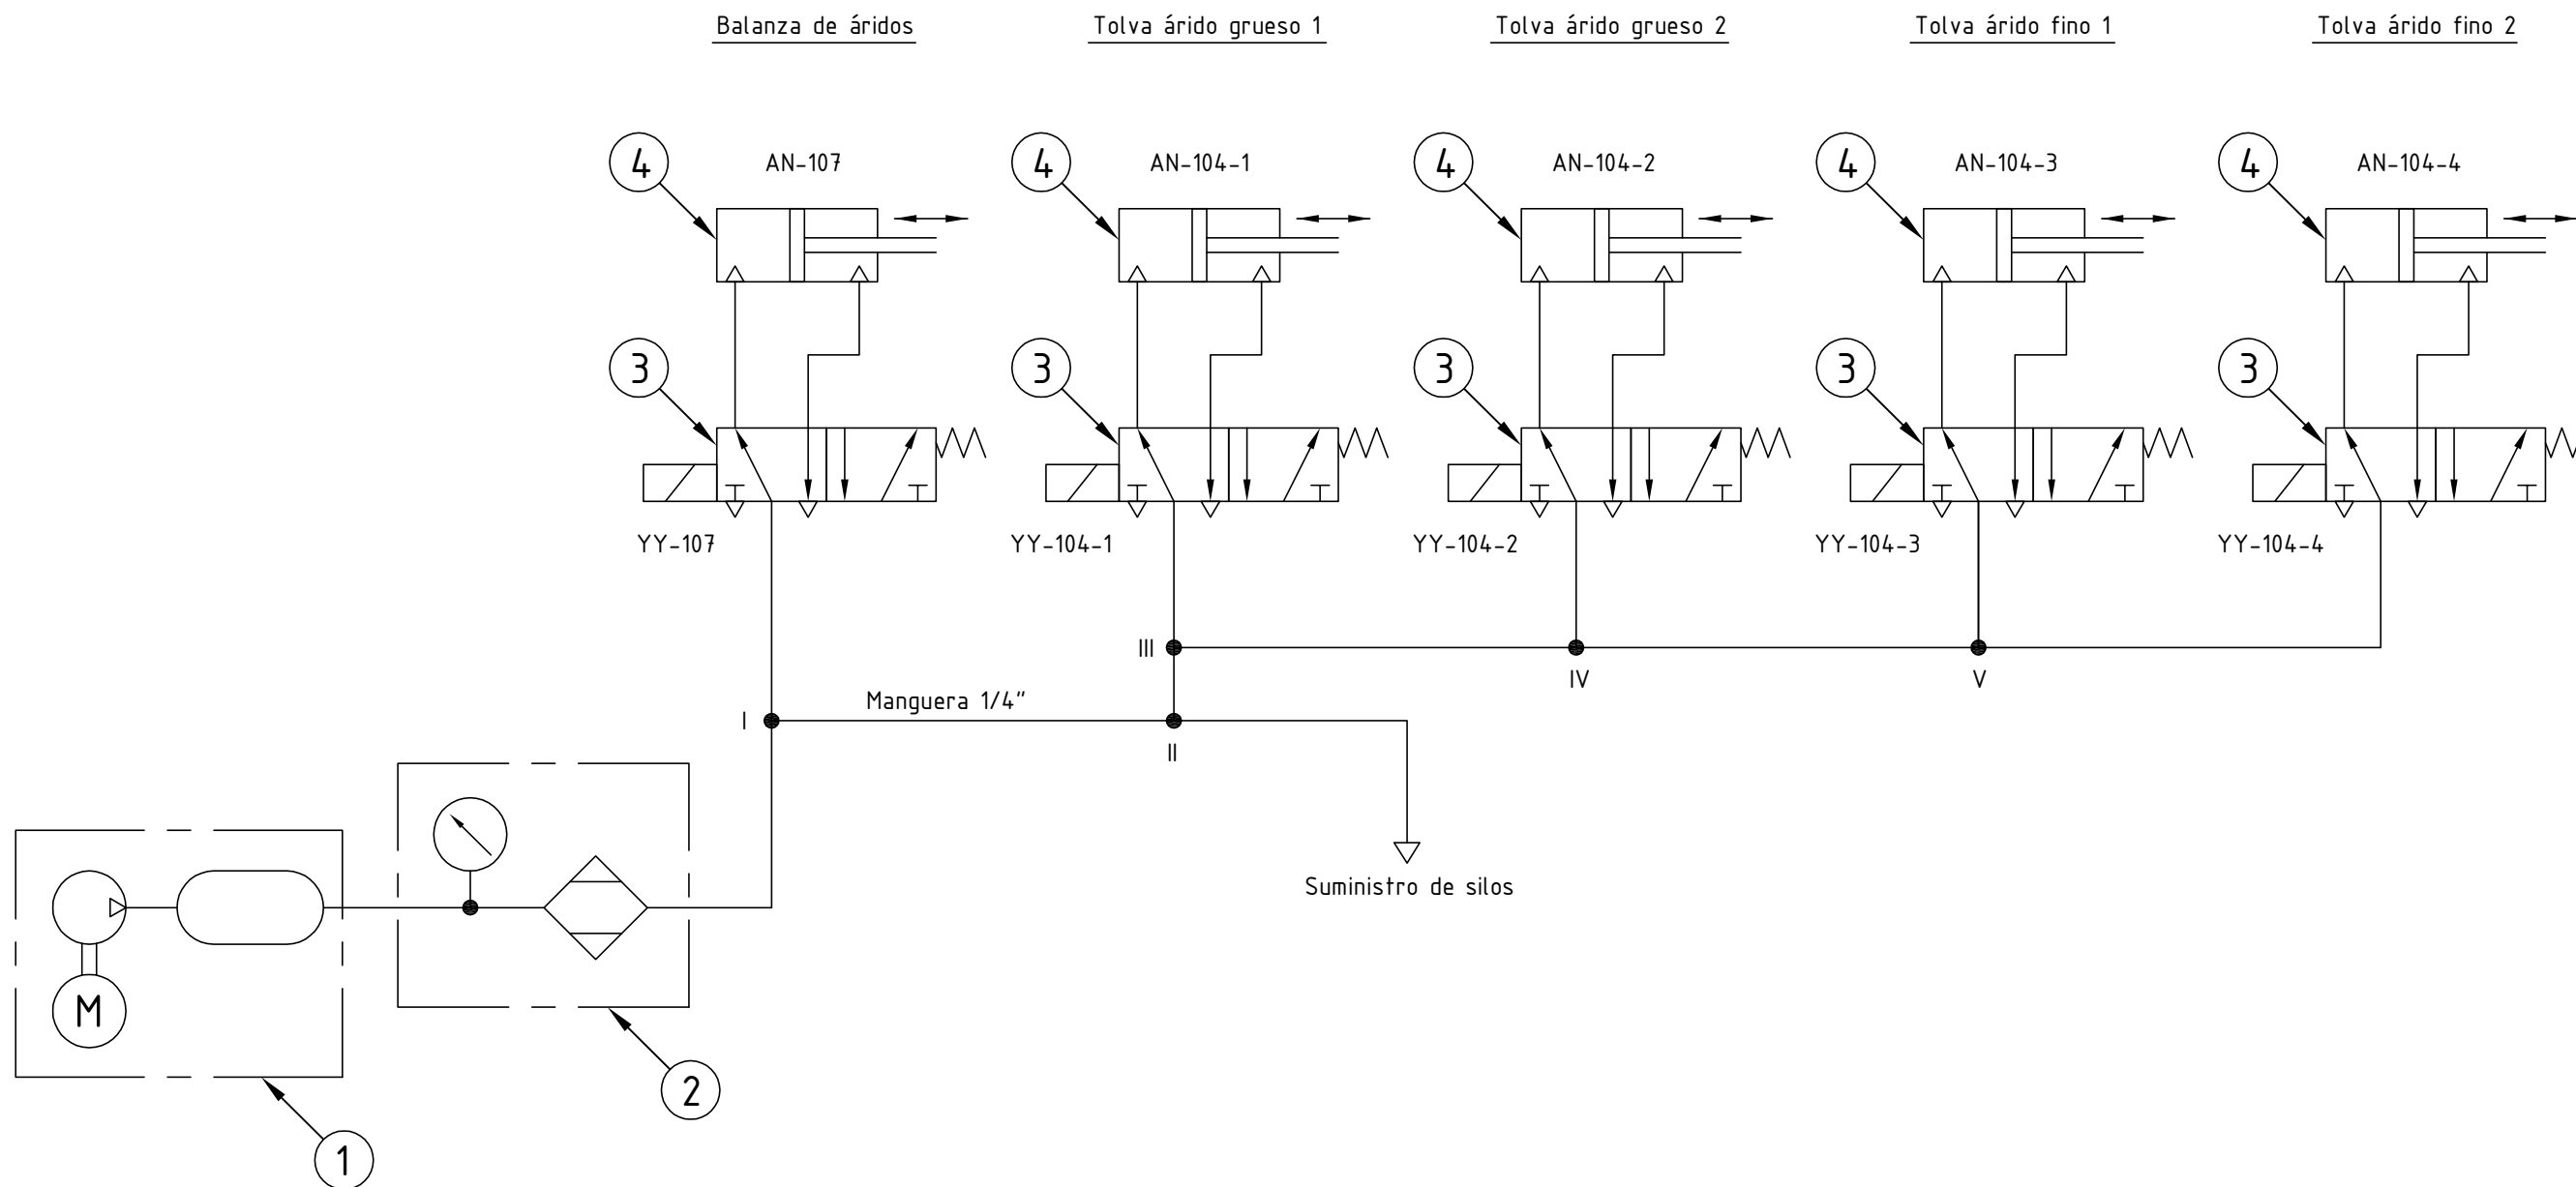 Balanza de áridos
Tolva árido grueso 1
Tolva árido grueso 2
Tolva árido fino 1
Tolva árido fino 2
4
AN-107
4
AN-104-1
4
AN-104-2
4
AN-104-3
4
AN-104-4
3
3
3
3
3
YY-107
YY-104-1
YY-104-2
YY-104-3
YY-104-4
III
IV
V
Manguera 1/4"
I
II
Suministro de silos
M
2
1